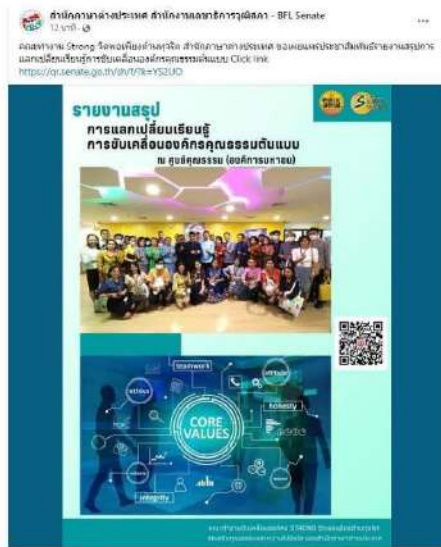 สำนักภาษาต่างประเทศ สำนักงานเลขาธิการวุฒิสภา - BFL Senate
12 นาที ·
คณะทำงาน Strong จิตพอเพียงต้านทุจริต สำนักภาษาต่างประเทศ ขอเผยแพร่ประชาสัมพันธ์รายงานสรุปการ
แลกเปลี่ยนเรียนรู้การขับเคลื่อนองค์กรคุณธรรมต้นแบบ Click link
https://qr.senate.go.th/sh/f/?k=YS2UO
รายงานสรุป
การแลกเปลี่ยนเรียนรู้
การขับเคลื่อนองค์กรคุณธรรมต้นแบบ
ณ ศูนย์คุณธรรม (องค์การมหาชน)
teamwork
attitude
ethics
honesty
CORE
VALUES
integrity